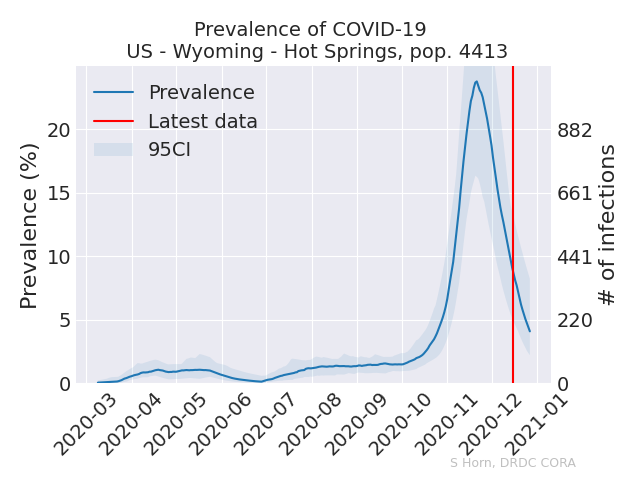 Prevalence of COVID-19
US - Wyoming - Hot Springs, pop. 4413
Prevalence
Latest data
95CI
Prevalence (%)
20
15
10
5
0
882
661
441
220
0
# of infections
2020-03
2020-04
2020-05
2020-06
2020-07
2020-08
2020-09
2020-10
2020-11
2020-12
2021-01
S Horn, DRDC CORA